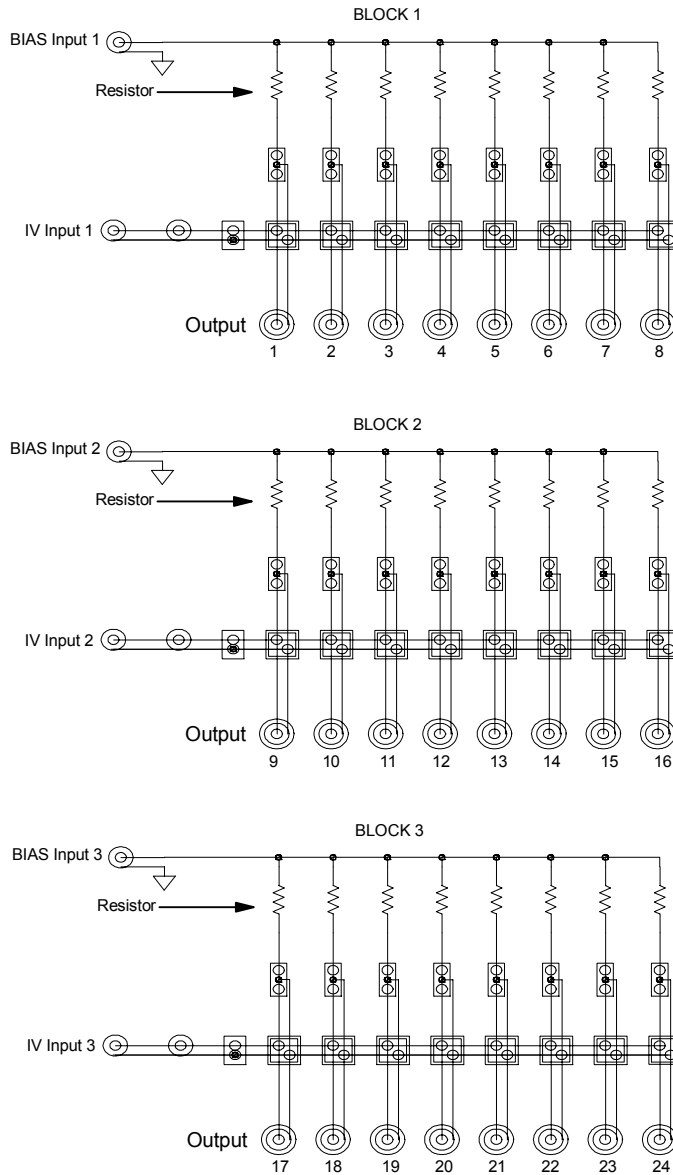 BLOCK 1
BIAS Input 1
Resistor
IV Input 1
Output
1 2 3 4 5 6 7 8
BLOCK 2
BIAS Input 2
Resistor
IV Input 2
Output
9 10 11 12 13 14 15 16
BLOCK 3
BIAS Input 3
Resistor
IV Input 3
Output
17 18 19 20 21 22 23 24